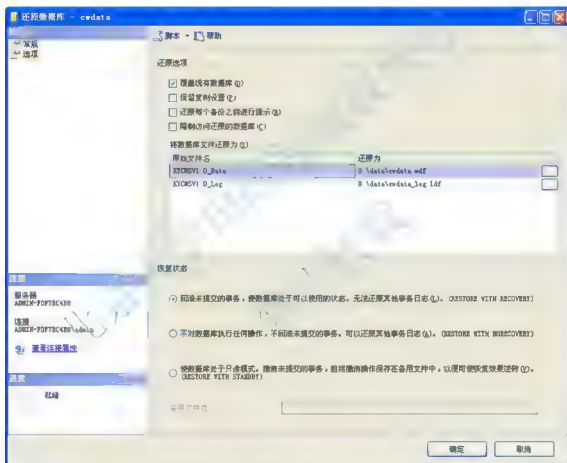 还原数据库 - cwdata
常规
选项
脚本
帮助
还原选项
覆盖现有数据库(O)
保留复制设置(P)
还原每个备份之前进行提示(R)
限制访问还原的数据库(C)
将数据库文件还原为(S)
原始文件名
还原为
D \data\cwdata mdf
D \data\cwdata_log ldf
恢复状态
回滚未提交的事务，使数据库处于可以使用的状态。无法还原其他事务日志(L)。(RESTORE WITH RECOVERY)
不对数据库执行任何操作，不回滚未提交的事务。可以还原其他事务日志(A)。(RESTORE WITH NORECOVERY)
使数据库处于只读模式。撤消未提交的事务，但将撤消操作保存在备用文件中，以便可使恢复效果逆转(Y)。
(RESTORE WITH STANDBY)
备用文件
连接
服务器
连接
查看连接属性
进度
就绪
确定
取消